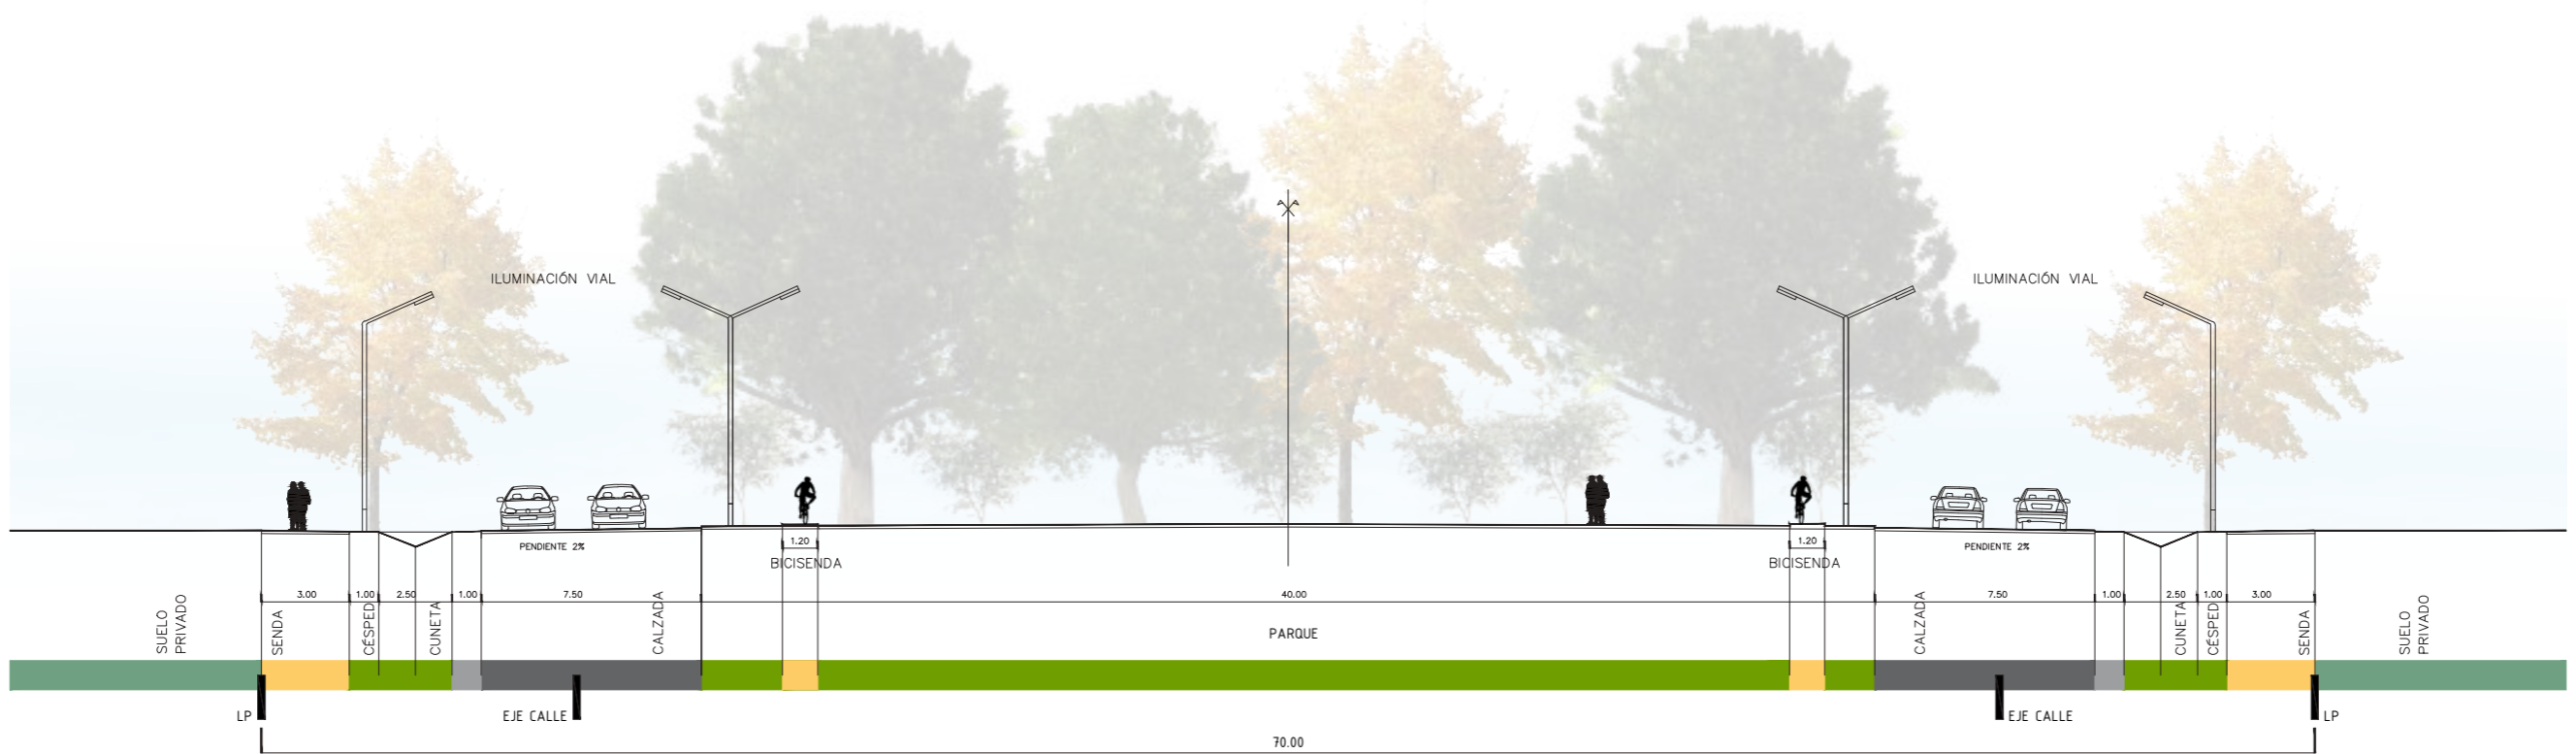 ILUMINACIÓN VIAL
ILUMINACIÓN VIAL
PENDIENTE 2%
1.20
BICISENDA
1.20
BICISENDA
PENDIENTE 2%
3.00
1.00
2.50
1.00
7.50
40.00
7.50
1.00
2.50
1.00
3.00
SUELO
PRIVADO
SENDA
CÉSPED
CUNETA
CALZADA
PARQUE
CALZADA
CUNETA
CÉSPED
SENDA
SUELO
PRIVADO
LP
EJE CALLE
EJE CALLE
LP
70.00